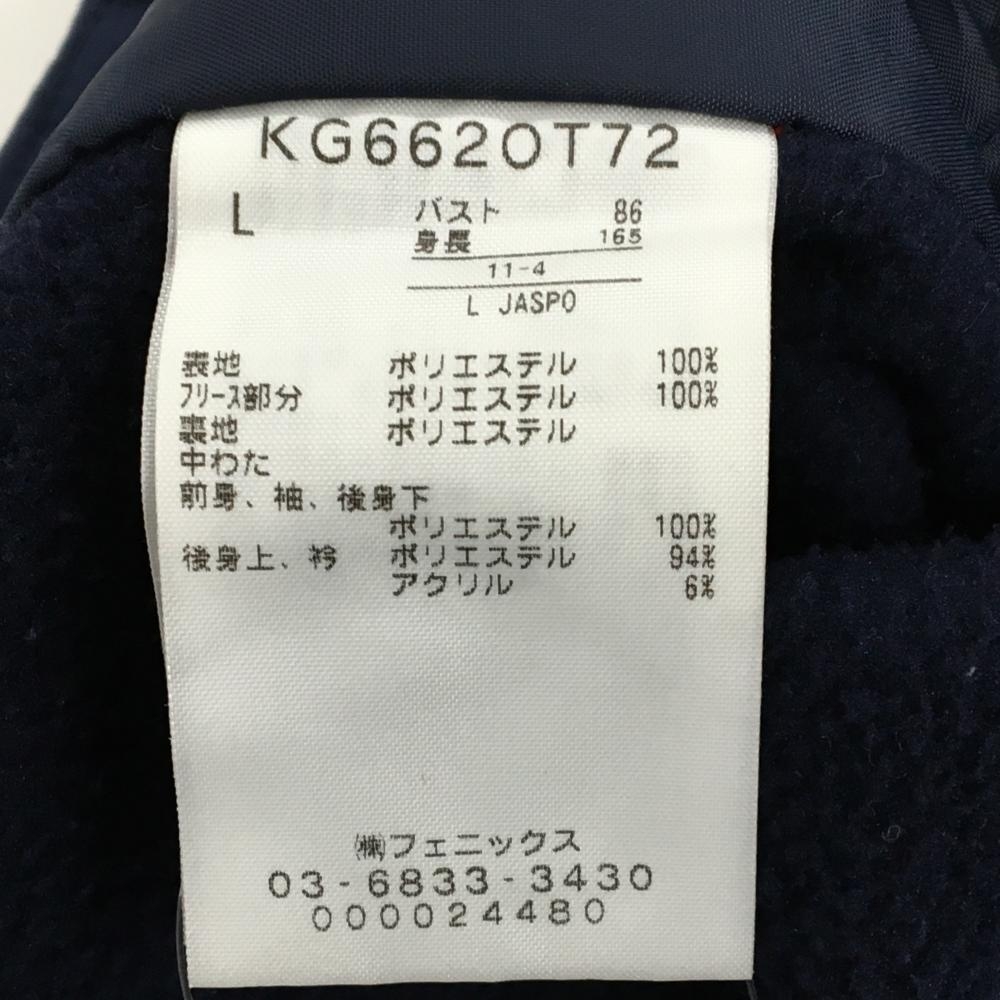 KG662OT72
L
バスト 86
身長 165
11-4
L JASPO
表地 ポリエステル 100%
フリース部分 ポリエステル 100%
裏地 ポリエステル
中わた
前身、袖、後身下
ポリエステル 100%
後身上、衿 ポリエステル 94%
アクリル 6%
㈱フェニックス
03-6833-3430
000024480